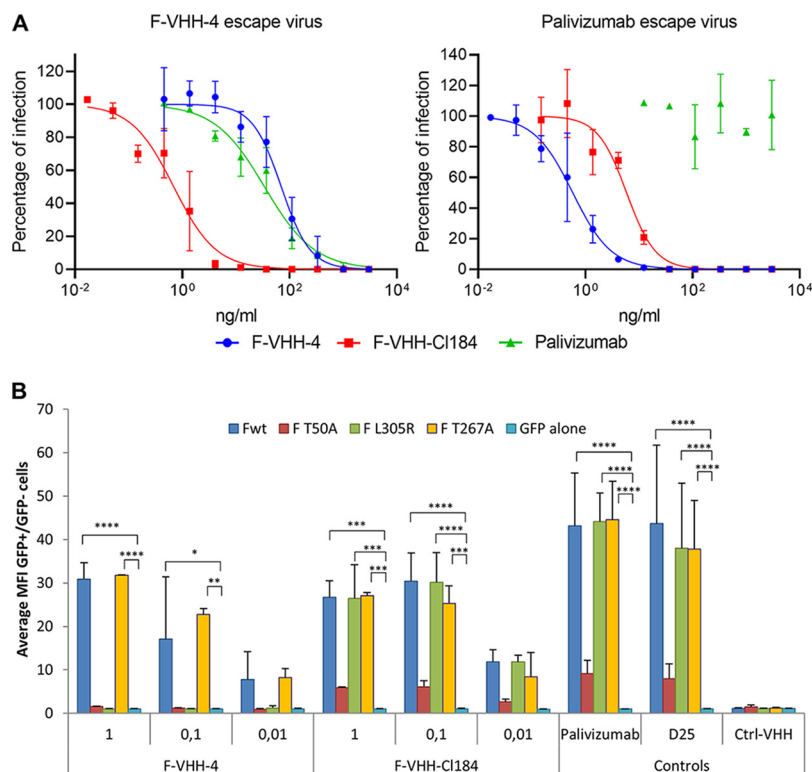 A
F-VHH-4 escape virus
Palivizumab escape virus
Percentage of infection
120
100
80
60
40
20
0
10-2
100
102
104
ng/ml
Percentage of infection
140
120
100
80
60
40
20
0
10-2
100
102
104
ng/ml
F-VHH-4
F-VHH-Cl184
Palivizumab
B
Average MFI GFP+/GFP- cells
70
60
50
40
30
20
10
0
Fwt
F T50A
F L305R
F T267A
GFP alone
****
****
*
**
***
***
***
****
****
***
****
****
****
****
****
****
1
0,1
0,01
1
0,1
0,01
Palivizumab
D25
Ctrl-VHH
F-VHH-4
F-VHH-Cl184
Controls